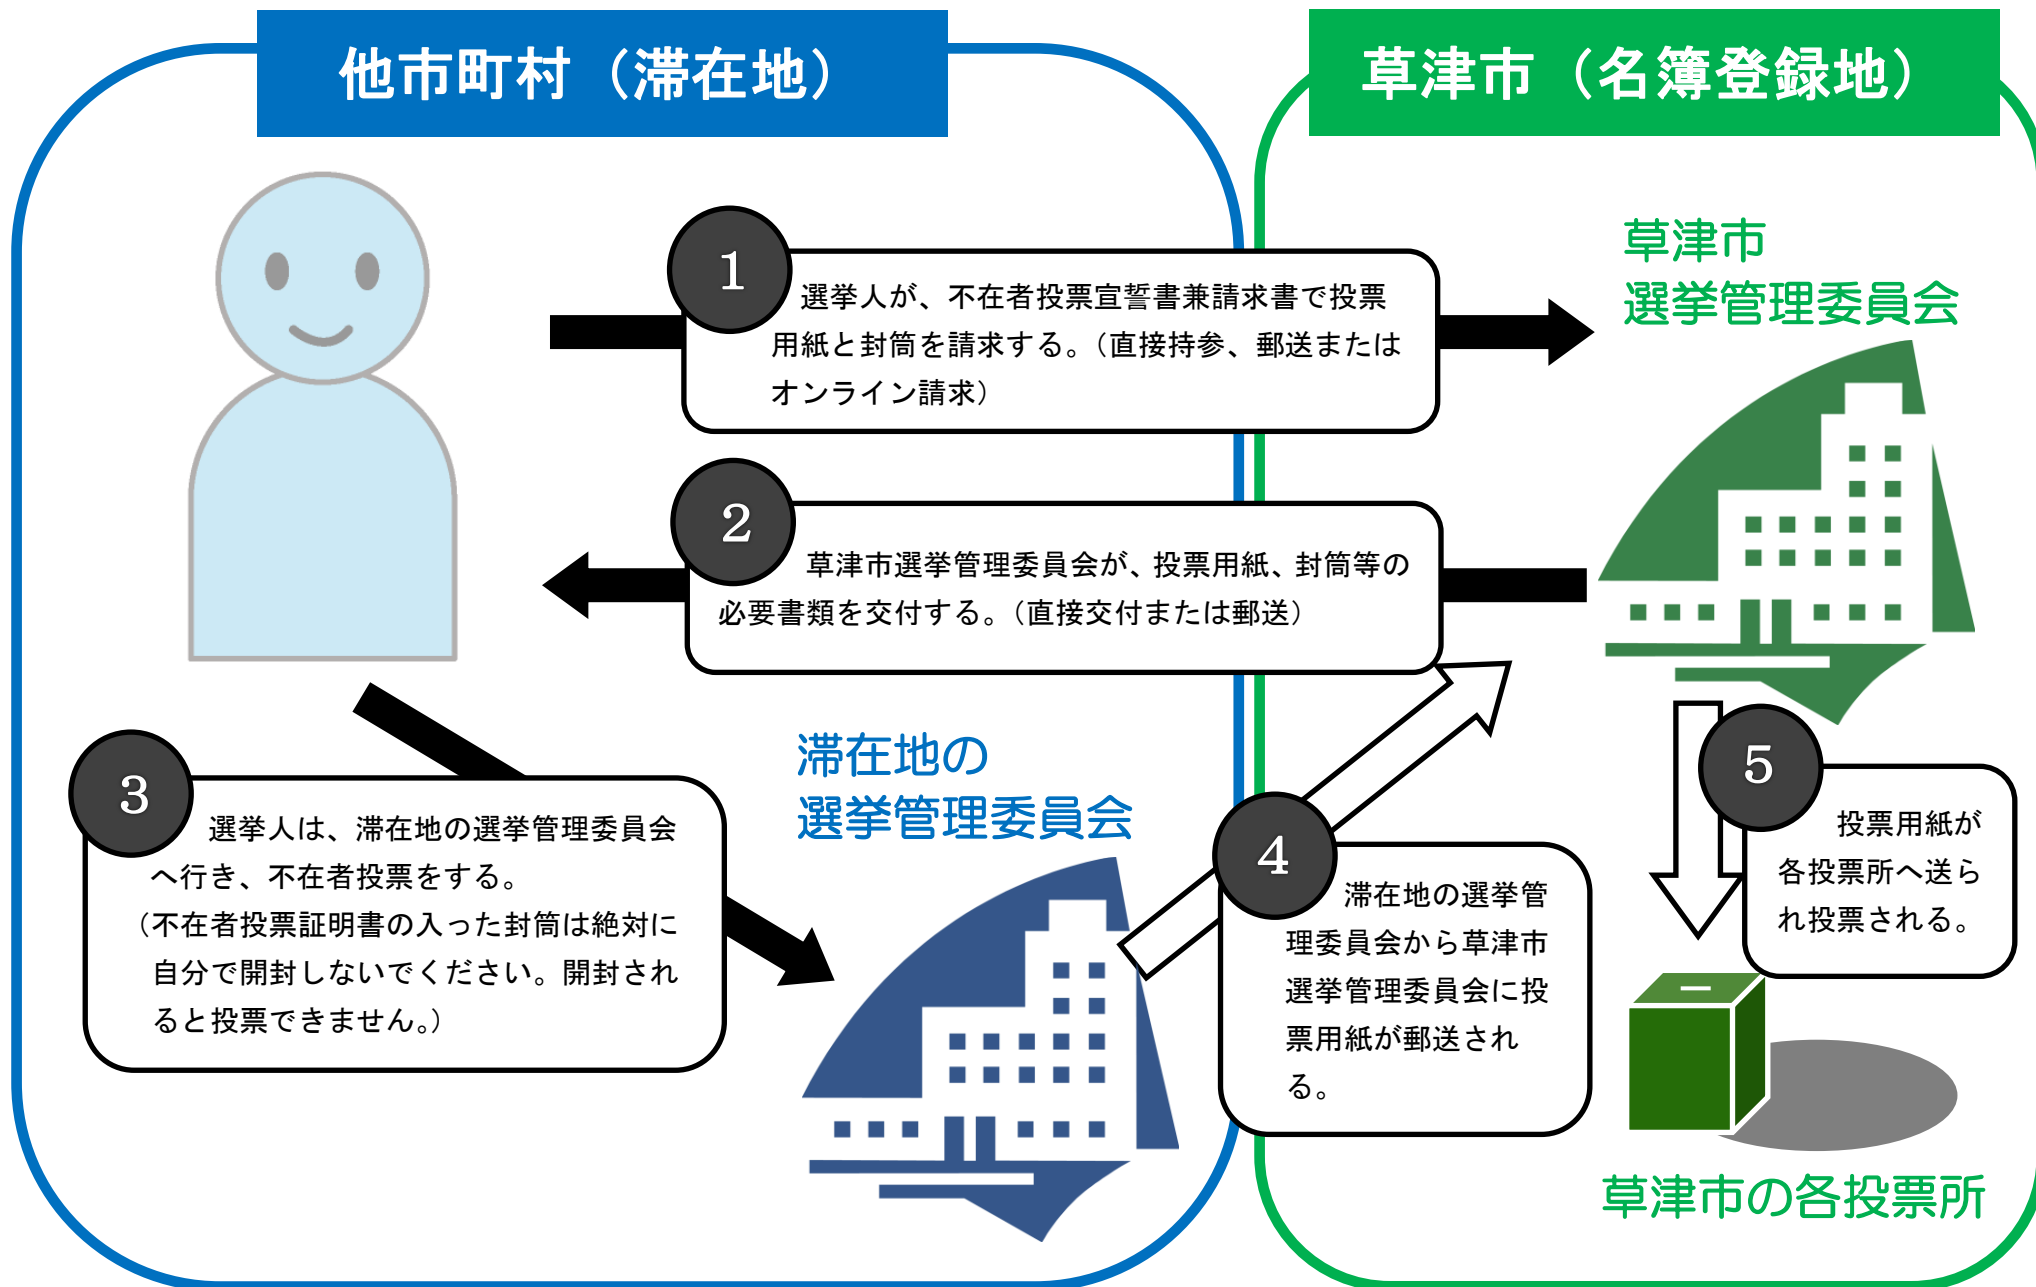 他市町村（滞在地）
草津市（名簿登録地）
草津市
選挙管理委員会
1
選挙人が、不在者投票宣誓書兼請求書で投票
用紙と封筒を請求する。（直接持参、郵送または
オンライン請求）
2
草津市選挙管理委員会が、投票用紙、封筒等の
必要書類を交付する。（直接交付または郵送）
3
選挙人は、滞在地の選挙管理委員会
へ行き、不在者投票をする。
（不在者投票証明書の入った封筒は絶対に
自分で開封しないでください。開封され
ると投票できません。）
滞在地の
選挙管理委員会
4
滞在地の選挙管
理委員会から草津市
選挙管理委員会に投
票用紙が郵送され
る。
5
投票用紙が
各投票所へ送ら
れ投票される。
草津市の各投票所